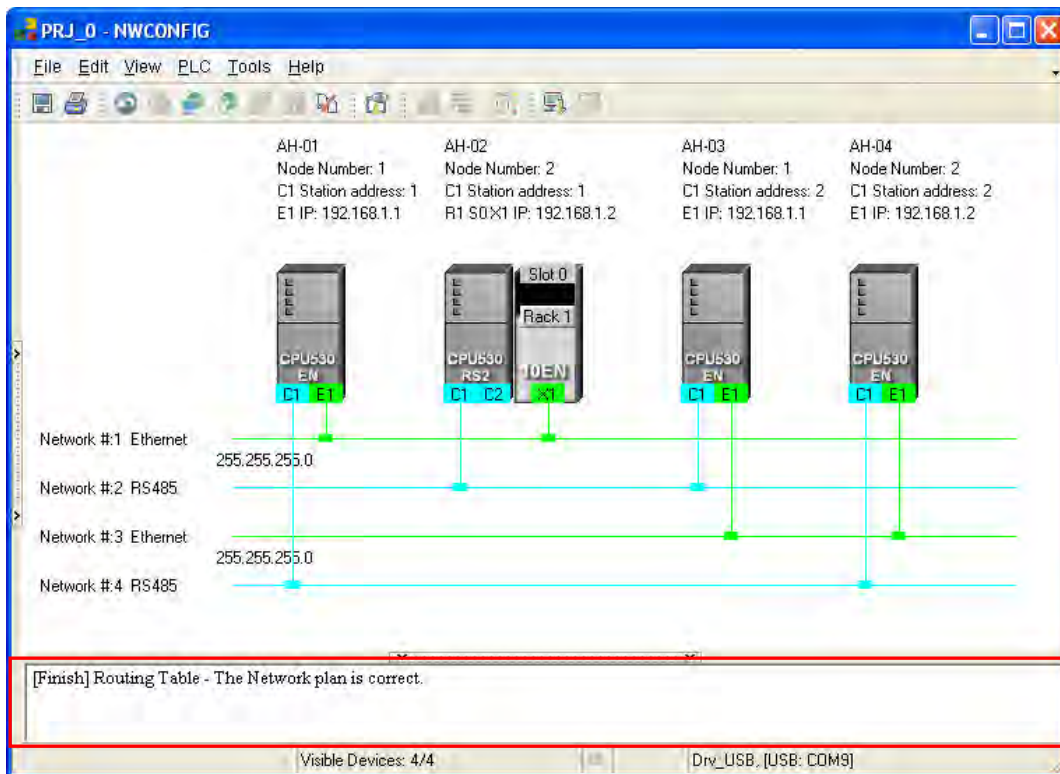 PRJ_0 - NWCONFIG
File Edit View PLC Tools Help
AH-01
Node Number: 1
C1 Station address: 1
E1 IP: 192.168.1.1
AH-02
Node Number: 2
C1 Station address: 1
R1 S0X1 IP: 192.168.1.2
AH-03
Node Number: 1
C1 Station address: 2
E1 IP: 192.168.1.1
AH-04
Node Number: 2
C1 Station address: 2
E1 IP: 192.168.1.2
CPU530
EN
C1 E1
CPU530
RS2
C1 C2
Slot 0
Rack 1
10EN
X1
CPU530
EN
C1 E1
CPU530
EN
C1 E1
Network #:1 Ethernet
255.255.255.0
Network #:2 RS485
Network #:3 Ethernet
255.255.255.0
Network #:4 RS485
[Finish] Routing Table - The Network plan is correct.
Visible Devices: 4/4
Drv_USB, [USB: COM9]